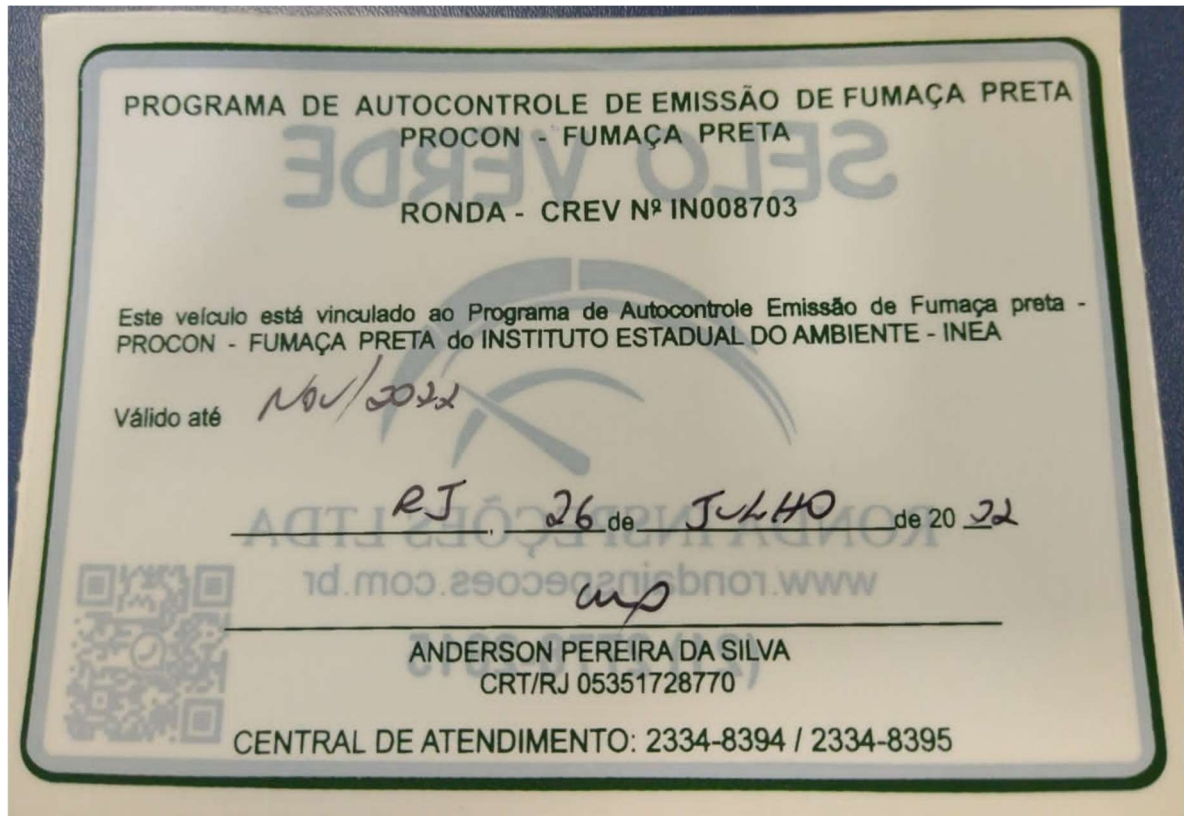 PROGRAMA DE AUTOCONTROLE DE EMISSÃO DE FUMAÇA PRETA
PROCON - FUMAÇA PRETA
SELO VERDE
RONDA - CREV Nº IN008703
Este veículo está vinculado ao Programa de Autocontrole Emissão de Fumaça preta -
PROCON - FUMAÇA PRETA do INSTITUTO ESTADUAL DO AMBIENTE - INEA
Válido até Nov/2022
RJ, 26 de JULHO de 20 22
RONDA INSPEÇÕES LTDA
www.rondainspecoes.com.br
ANDERSON PEREIRA DA SILVA
CRT/RJ 05351728770
CENTRAL DE ATENDIMENTO: 2334-8394 / 2334-8395